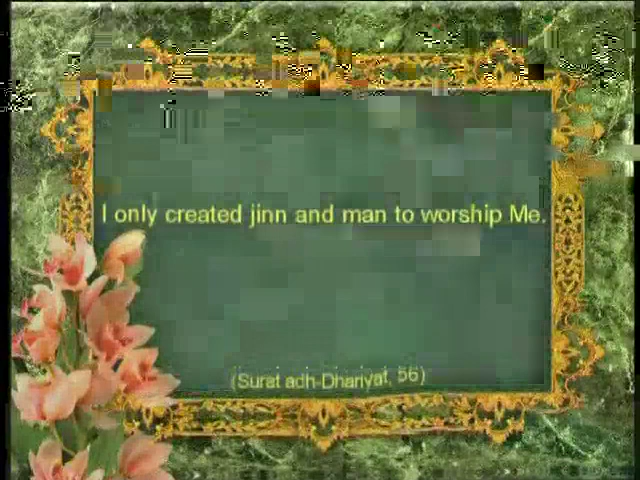 I only created jinn and man to worship Me.
(Surat adh-Dhariyat, 56)